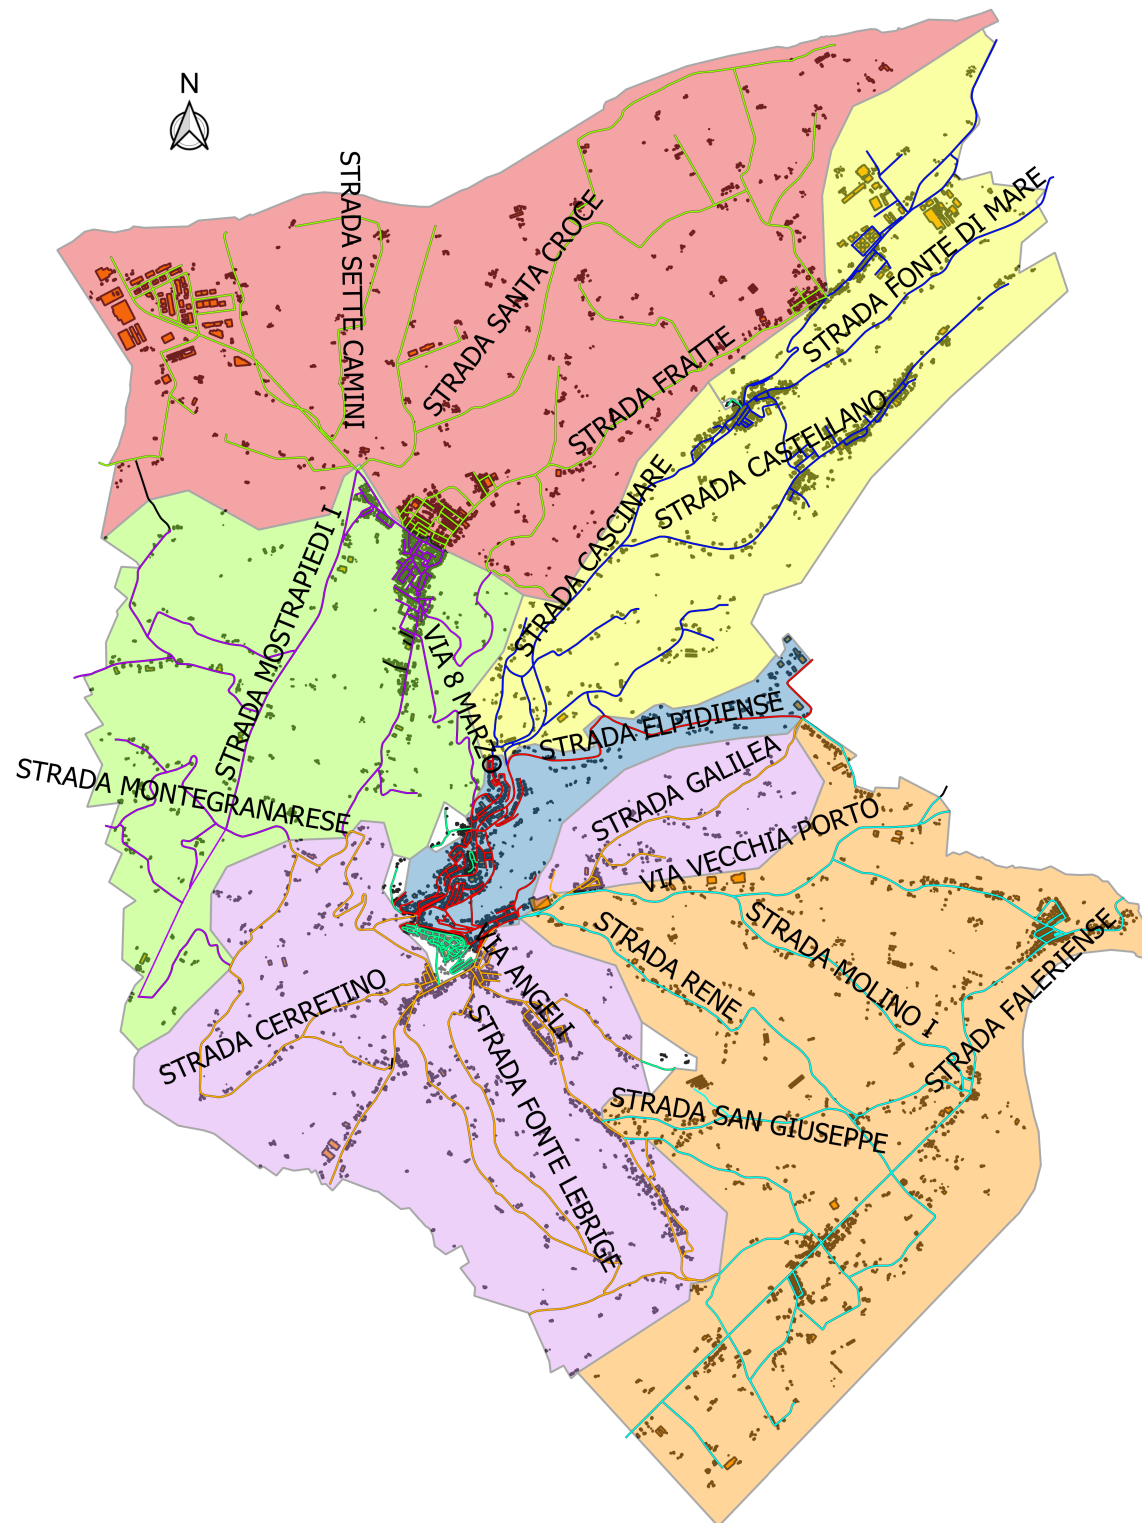 N
STRADA SETTE CAMINI
STRADA SANTA CROCE
STRADA FONTE DI MARE
STRADA FRATTE
STRADA CASTELLANO
STRADA CASCINARE
STRADA MOSTRAPIEDI I
VIA 8 MARZO
STRADA ELPIDIENSE
STRADA GALILEA
STRADA MONTEGRANARESE
VIA VECCHIA PORTO
STRADA MOLINO I
STRADA RENE
STRADA FALERIENSE
VIA ANGELI
STRADA CERRETINO
STRADA FONTE LEBRIGE
STRADA SAN GIUSEPPE